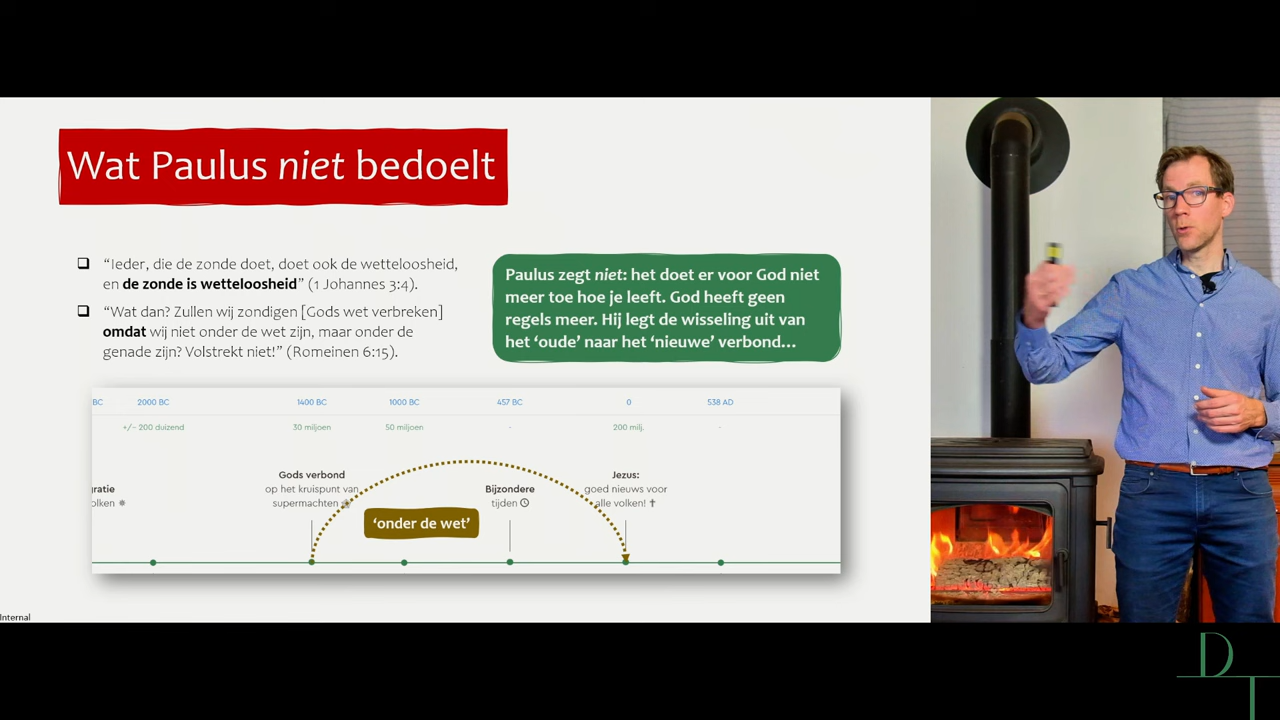 Wat Paulus niet bedoelt
“Ieder, die de zonde doet, doet ook de wetteloosheid,
en de zonde is wetteloosheid” (1 Johannes 3:4).
“Wat dan? Zullen wij zondigen [Gods wet verbreken]
omdat wij niet onder de wet zijn, maar onder de
genade zijn? Volstrekt niet!” (Romeinen 6:15).
Paulus zegt niet: het doet er voor God niet
meer toe hoe je leeft. God heeft geen
regels meer. Hij legt de wisseling uit van
het ‘oude’ naar het ‘nieuwe’ verbond…
BC 2000 BC 1400 BC 1000 BC 457 BC 0 538 AD
+/- 200 duizend 30 miljoen 50 miljoen - 200 milj. -
Gods verbond Jezus:
gratie op het kruispunt van Bijzondere goed nieuws voor
olken supermachten tijden alle volken!
‘onder de wet’
Internal
DT